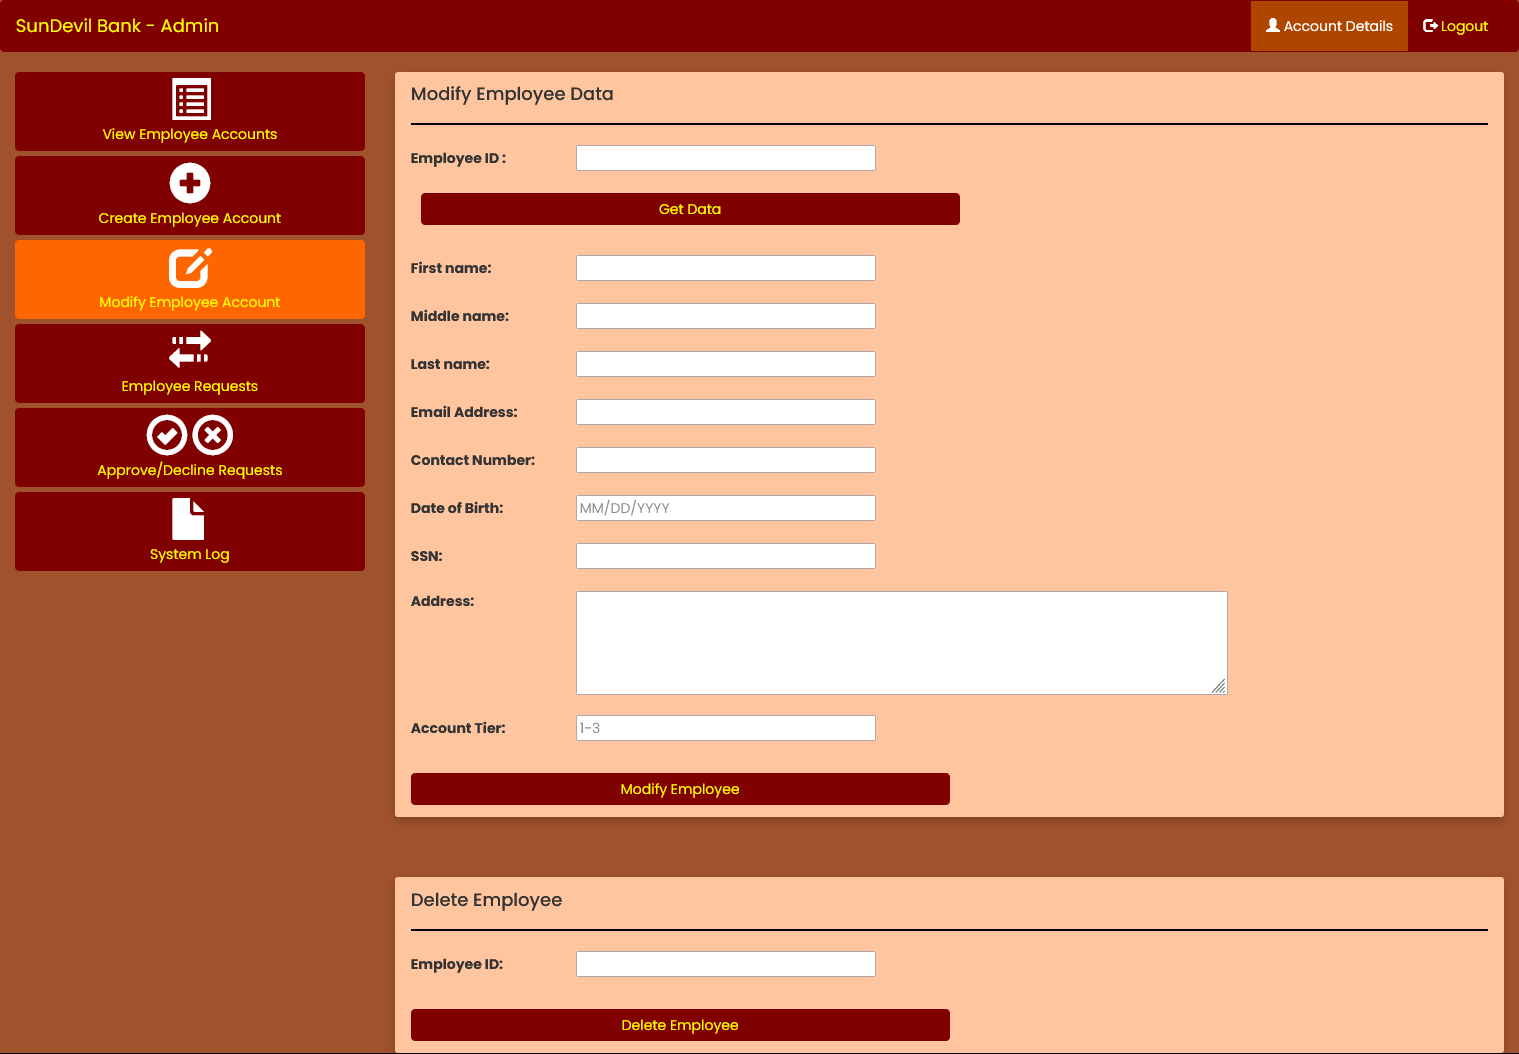 SunDevil Bank - Admin
Account Details
Logout
View Employee Accounts
Create Employee Account
Modify Employee Account
Employee Requests
Approve/Decline Requests
System Log
Modify Employee Data
Employee ID :
Get Data
First name:
Middle name:
Last name:
Email Address:
Contact Number:
Date of Birth: MM/DD/YYYY
SSN:
Address:
Account Tier: 1-3
Modify Employee
Delete Employee
Employee ID:
Delete Employee